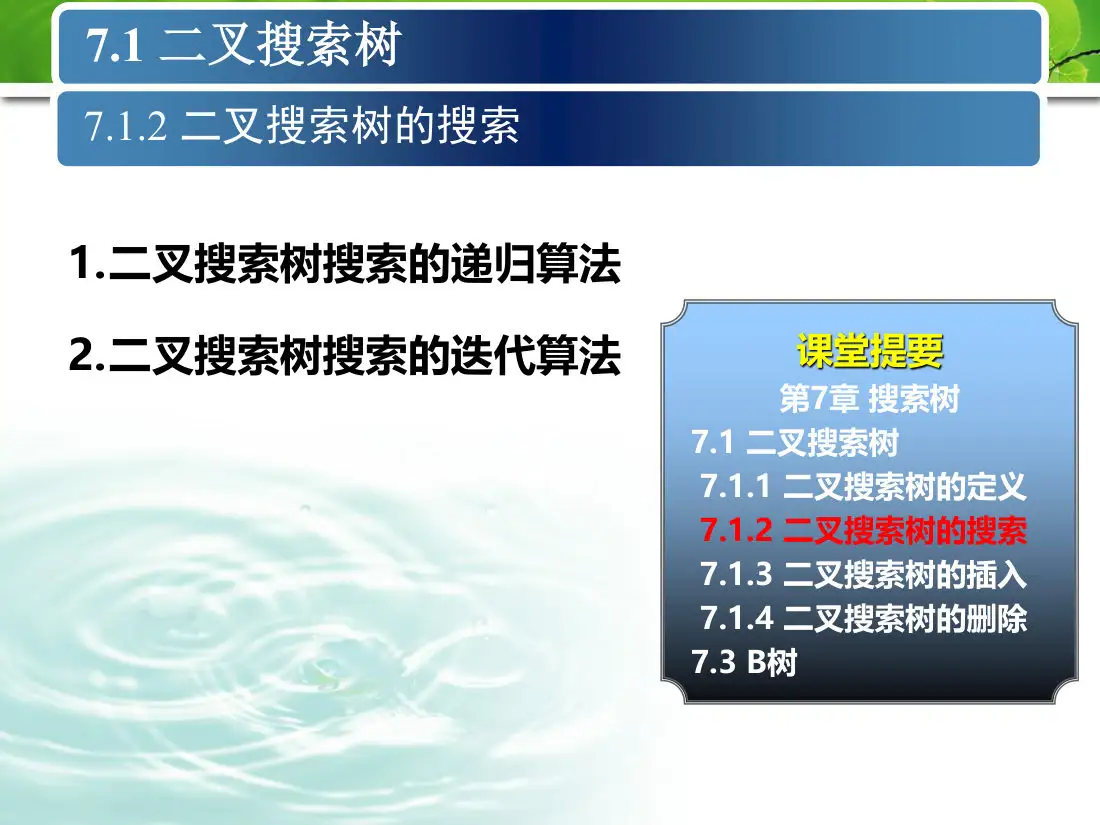 7.1 二叉搜索树
7.1.2 二叉搜索树的搜索
1.二叉搜索树搜索的递归算法
2.二叉搜索树搜索的迭代算法
课堂提要
第7章 搜索树
7.1 二叉搜索树
7.1.1 二叉搜索树的定义
7.1.2 二叉搜索树的搜索
7.1.3 二叉搜索树的插入
7.1.4 二叉搜索树的删除
7.3 B树